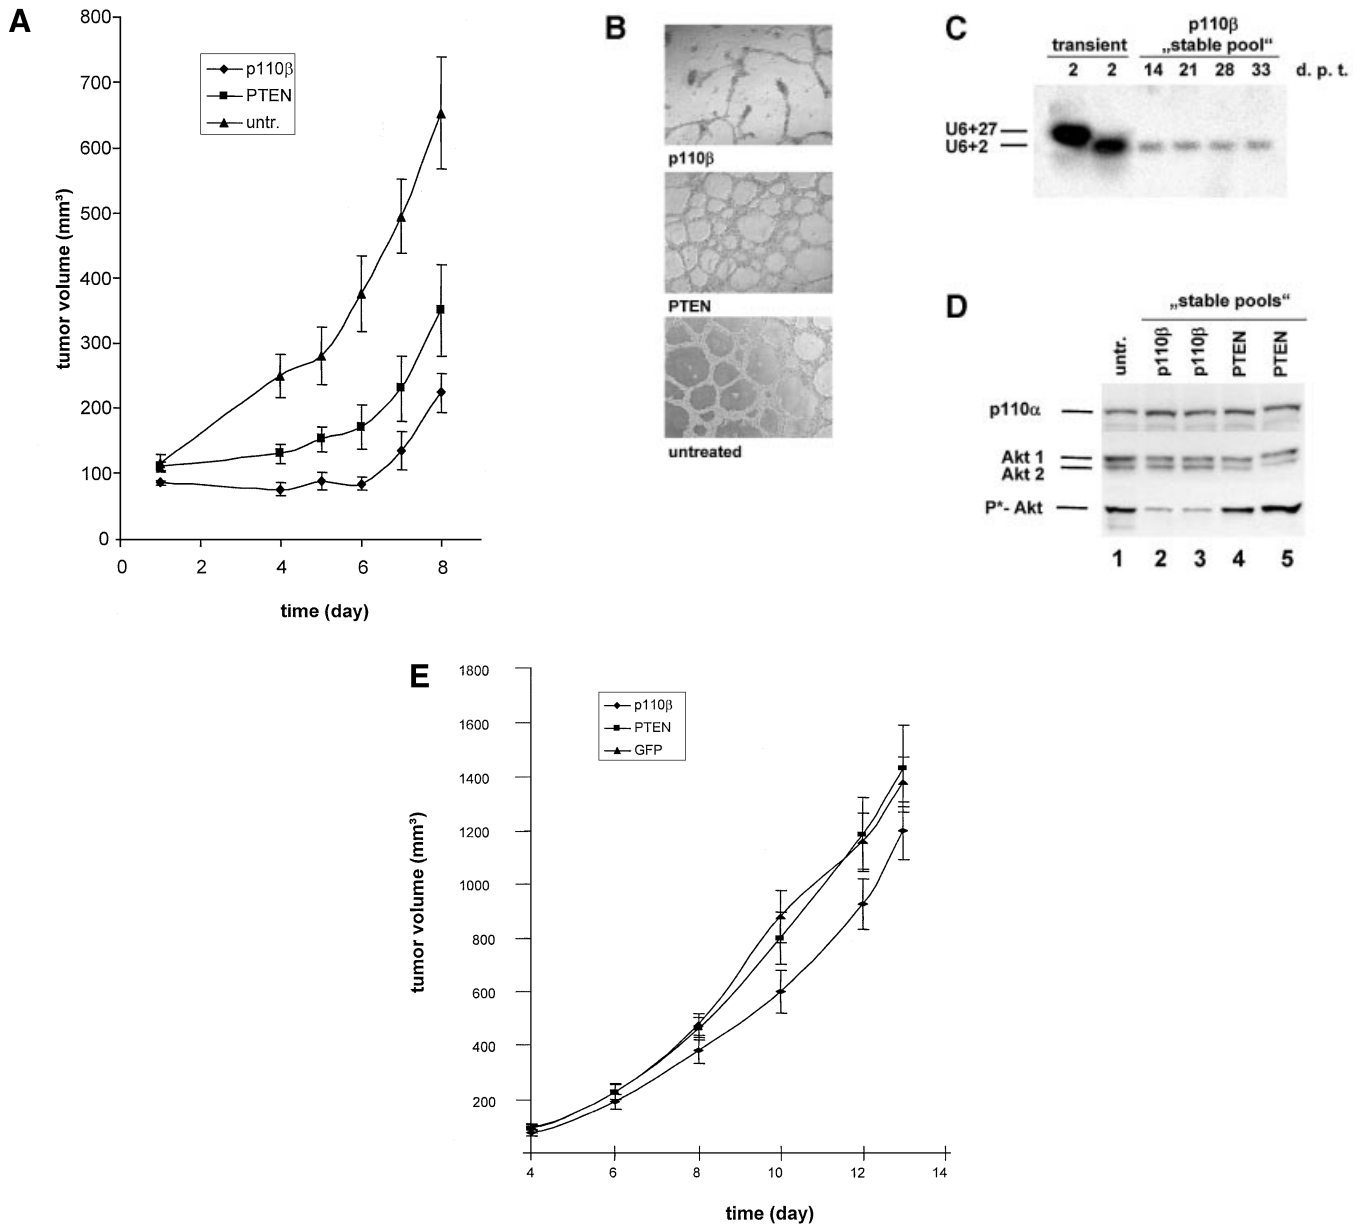 A
800
700
600
500
400
300
200
100
0
0 2 4 6 8
tumor volume (mm³)
time (day)
p110β
PTEN
untr.
B
p110β
PTEN
untreated
C
p110β
transient „stable pool“
2 2 14 21 28 33 d. p. t.
U6+27
U6+2
D
„stable pools“
untr. p110β p110β PTEN PTEN
p110α
Akt 1
Akt 2
P*- Akt
1 2 3 4 5
E
1800
1600
1400
1200
1000
800
600
400
200
4 6 8 10 12 14
tumor volume (mm³)
time (day)
p110β
PTEN
GFP